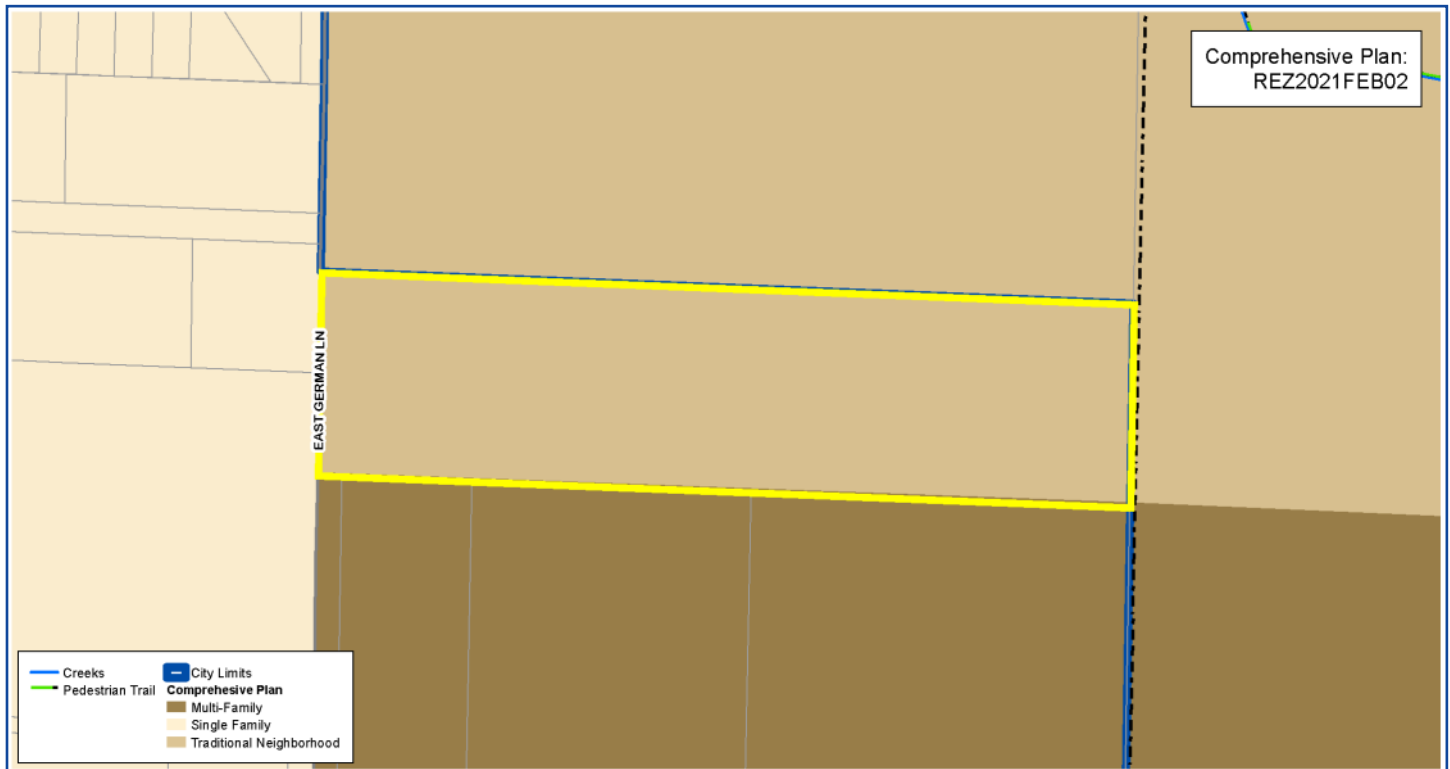 Comprehensive Plan:
REZ2021FEB02
EAST GERMAN LN
Creeks
Pedestrian Trail
City Limits
Comprehesive Plan
Multi-Family
Single Family
Traditional Neighborhood